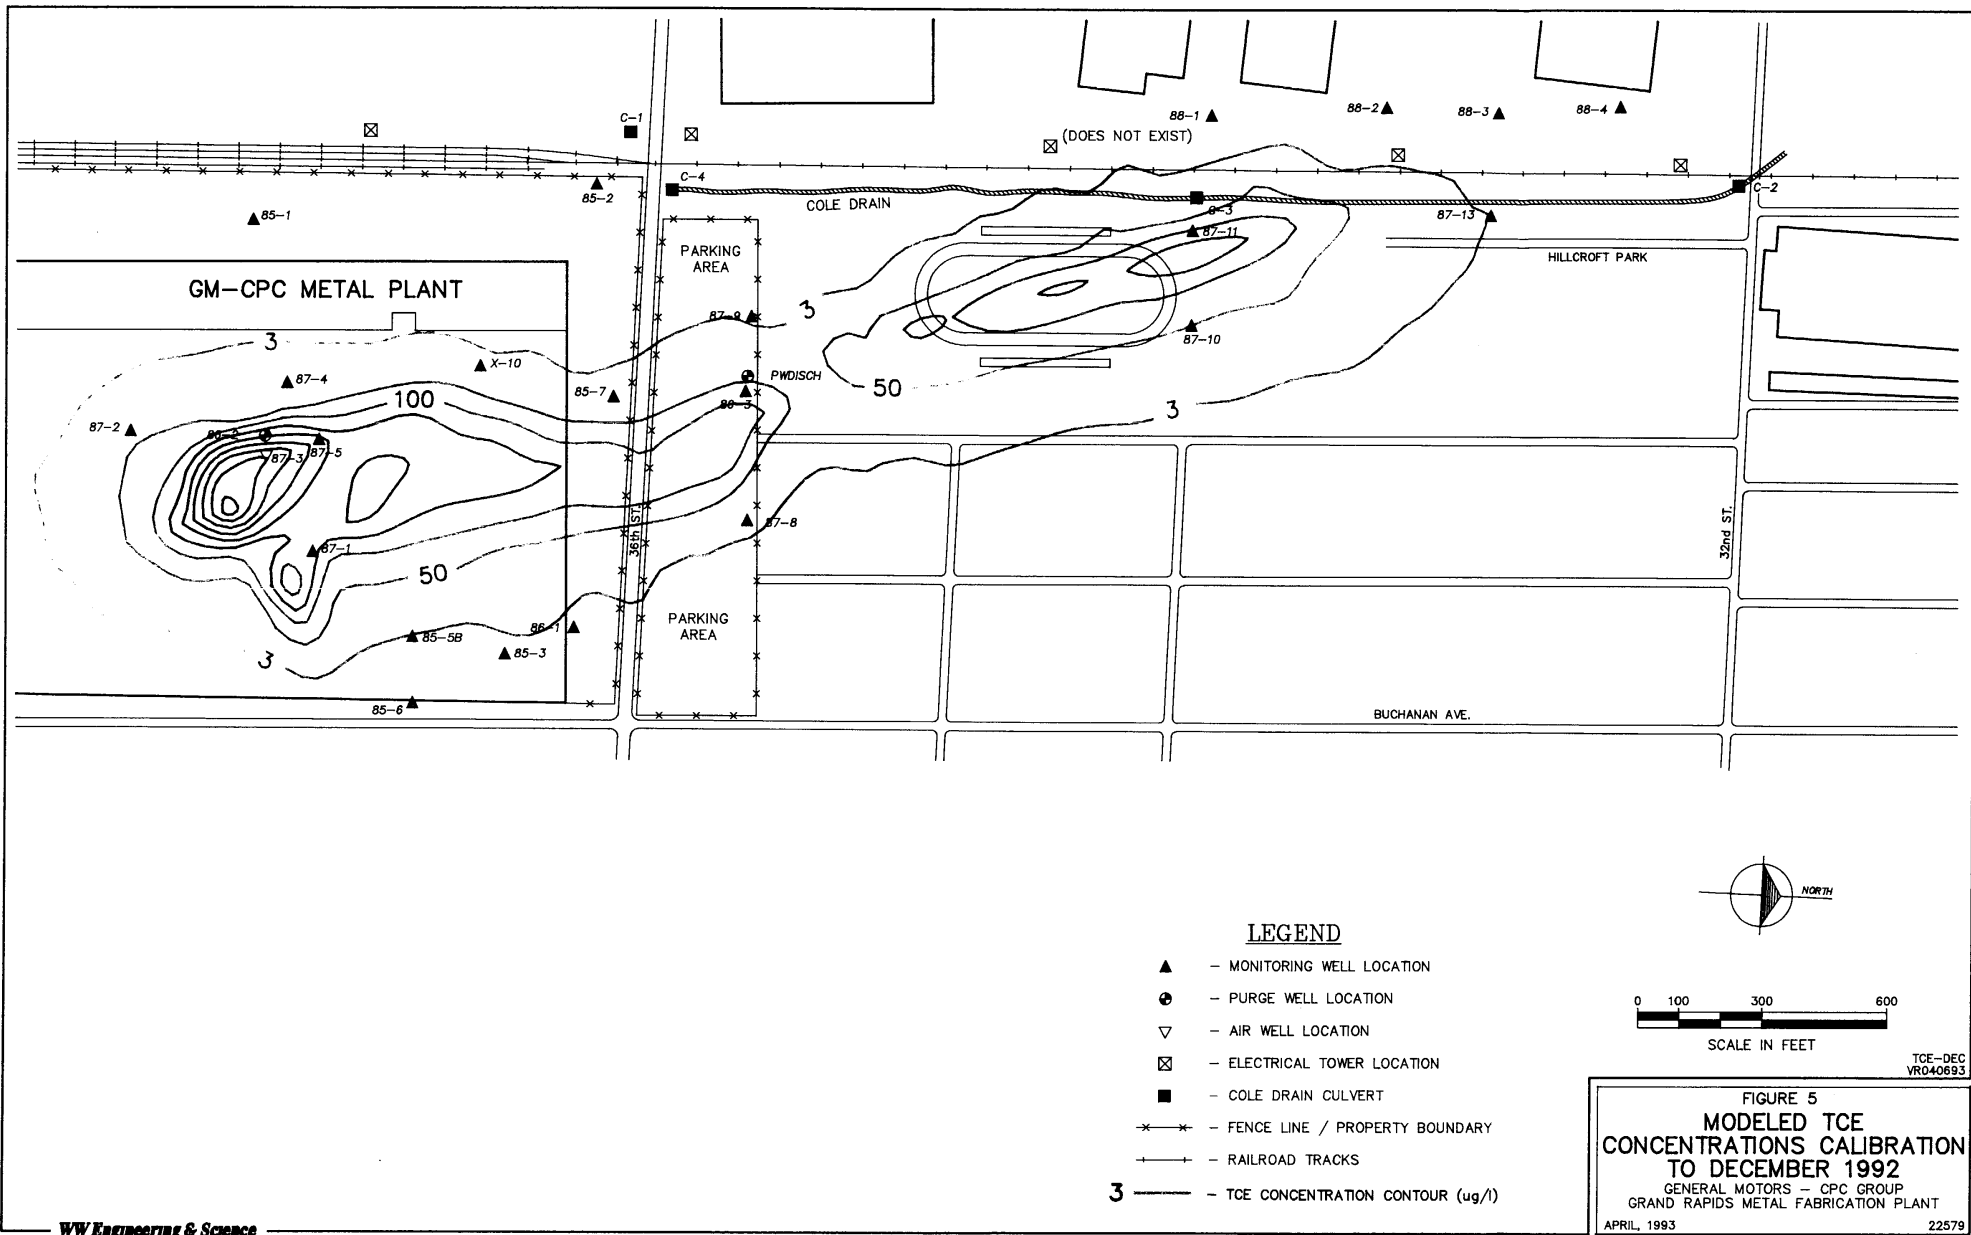 C-1
88-1
88-2
88-3
88-4
(DOES NOT EXIST)
C-4
C-2
85-2
COLE DRAIN
85-1
87-13
87-11
PARKING
AREA
HILLCROFT PARK
GM-CPC METAL PLANT
3
87-9
3
X-10
87-10
87-4
PWDISCH
50
85-7
100
3
87-2
87-5
87-3
36th ST.
87-8
32nd ST.
87-1
50
PARKING
AREA
86-1
85-5B
3
85-3
85-6
BUCHANAN AVE.
NORTH
LEGEND
- MONITORING WELL LOCATION
- PURGE WELL LOCATION
- AIR WELL LOCATION
- ELECTRICAL TOWER LOCATION
- COLE DRAIN CULVERT
- FENCE LINE / PROPERTY BOUNDARY
- RAILROAD TRACKS
3 - TCE CONCENTRATION CONTOUR (ug/l)
0 100 300 600
SCALE IN FEET
TCE-DEC
VR040693
FIGURE 5
MODELED TCE
CONCENTRATIONS CALIBRATION
TO DECEMBER 1992
GENERAL MOTORS - CPC GROUP
GRAND RAPIDS METAL FABRICATION PLANT
APRIL, 1993 22579
WW Engineering & Science